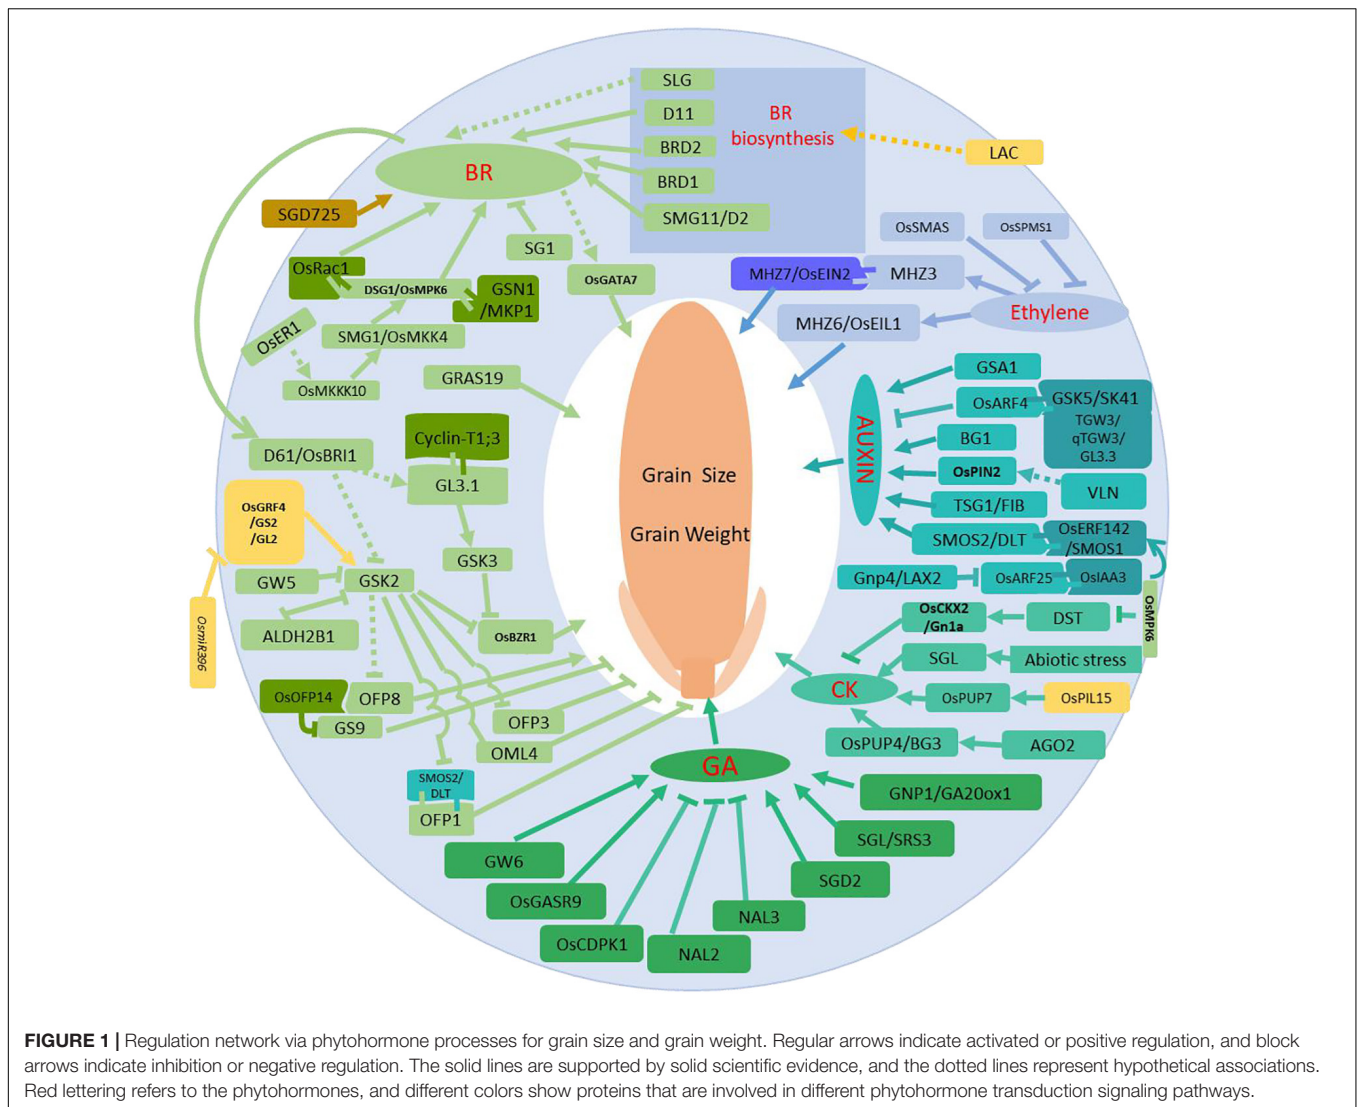 SLG
D11
BRD2
BRD1
SMG11/D2
BR
biosynthesis
LAC
BR
SGD725
SG1
OsRac1
DSG1/OsMPK6
GSN1
/MKP1
OsGATA7
OsER1
SMG1/OsMKK4
OsMKKK10
GRAS19
OsSMAS
OsSPMS1
MHZ7/OsEIN2
MHZ3
MHZ6/OsEIL1
Ethylene
Cyclin-T1;3
GL3.1
D61/OsBRI1
OsGRF4
/GS2
/GL2
GSK3
GW5
GSK2
ALDH2B1
OsBZR1
OsmiR396
OsOFP14
OFP8
GS9
OFP3
OML4
SMOS2/
DLT
OFP1
Grain Size
Grain Weight
AUXIN
GSA1
OsARF4
GSK5/SK41
TGW3/
qTGW3/
GL3.3
BG1
OsPIN2
VLN
TSG1/FIB
SMOS2/DLT
OsERF142
/SMOS1
Gnp4/LAX2
OsARF25
OsIAA3
OsMPK6
OsCKX2
/Gn1a
DST
SGL
Abiotic stress
CK
OsPUP7
OsPIL15
OsPUP4/BG3
AGO2
GA
GNP1/GA20ox1
SGL/SRS3
SGD2
NAL3
NAL2
OsCDPK1
OsGASR9
GW6
FIGURE 1 | Regulation network via phytohormone processes for grain size and grain weight. Regular arrows indicate activated or positive regulation, and block
arrows indicate inhibition or negative regulation. The solid lines are supported by solid scientific evidence, and the dotted lines represent hypothetical associations.
Red lettering refers to the phytohormones, and different colors show proteins that are involved in different phytohormone transduction signaling pathways.